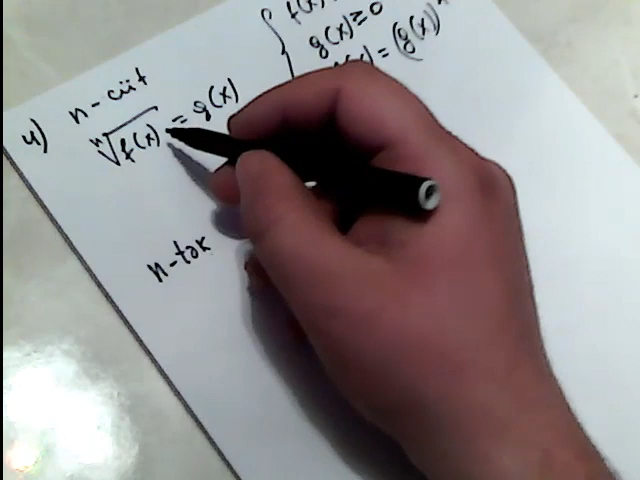 4) n-cüt
ⁿ√f(x) = g(x)
f(x)
g(x)≥0
= (g(x))
n-tək